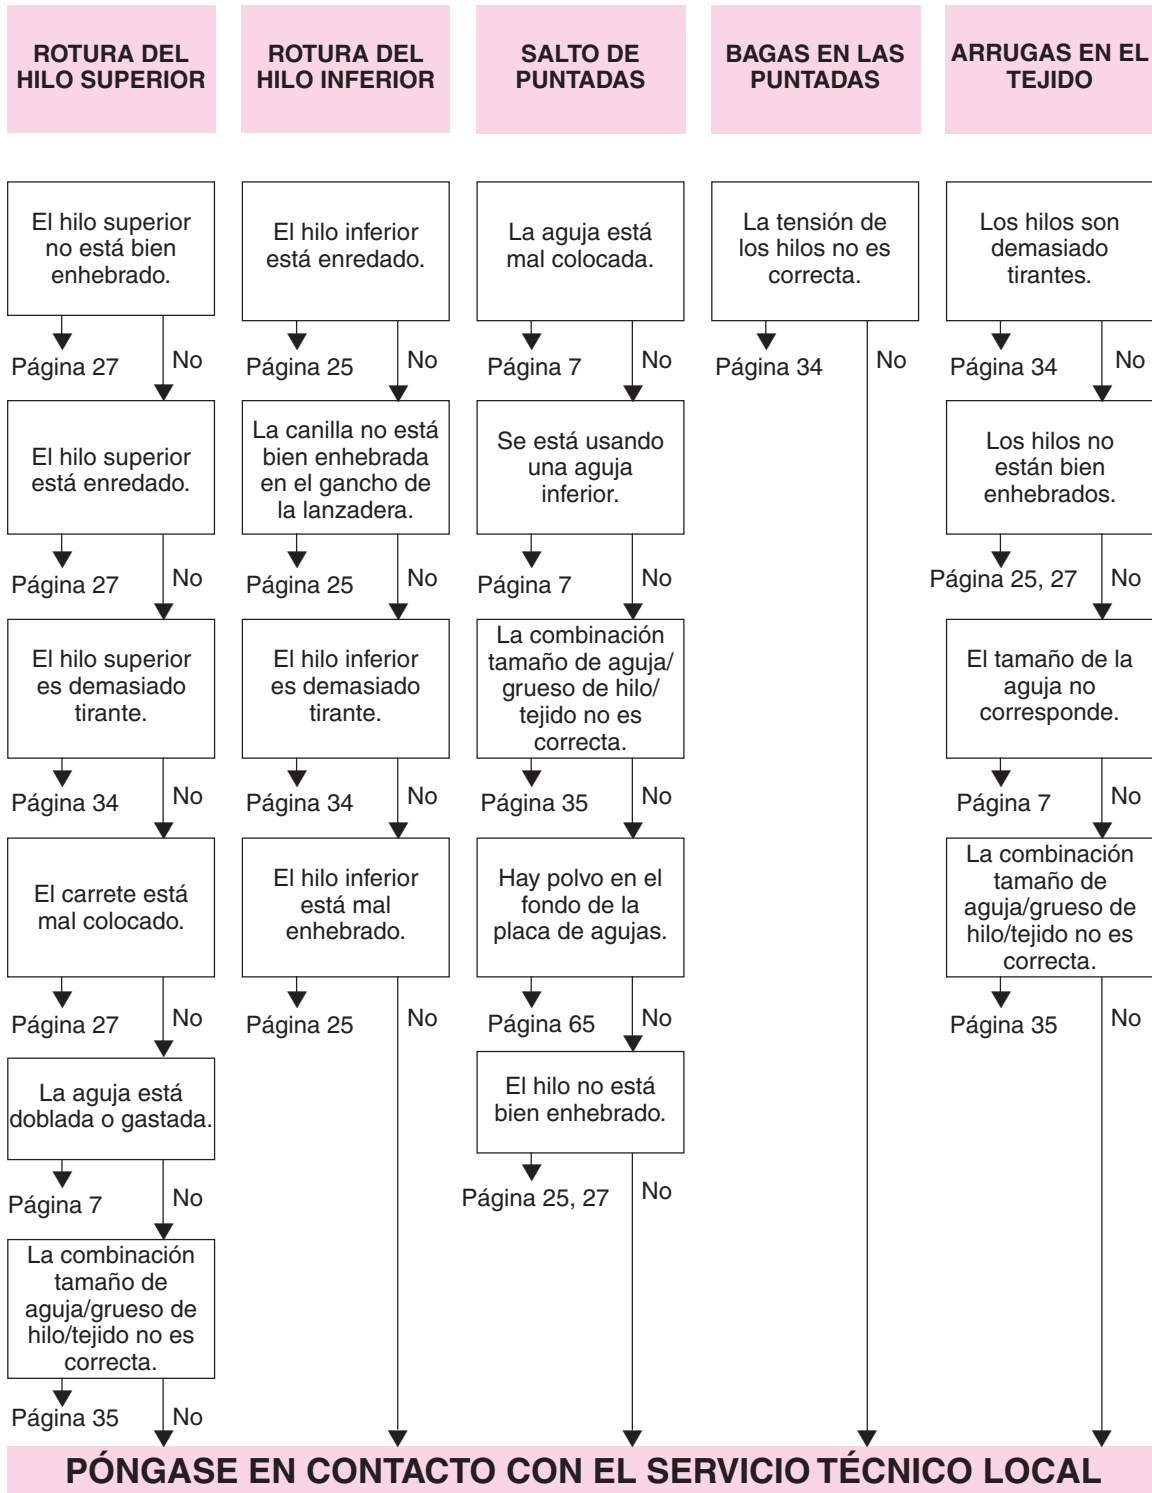 ROTURA DEL
HILO SUPERIOR
ROTURA DEL
HILO INFERIOR
SALTO DE
PUNTADAS
BAGAS EN LAS
PUNTADAS
ARRUGAS EN EL
TEJIDO
El hilo superior
no está bien
enhebrado.
Página 27
No
El hilo superior
está enredado.
Página 27
No
El hilo superior
es demasiado
tirante.
Página 34
No
El carrete está
mal colocado.
Página 27
No
La aguja está
doblada o gastada.
Página 7
No
La combinación
tamaño de
aguja/grueso de
hilo/tejido no es
correcta.
Página 35
No
El hilo inferior
está enredado.
Página 25
No
La canilla no está
bien enhebrada
en el gancho de
la lanzadera.
Página 25
No
El hilo inferior
es demasiado
tirante.
Página 34
No
El hilo inferior
está mal
enhebrado.
Página 25
No
La aguja está
mal colocada.
Página 7
No
Se está usando
una aguja
inferior.
Página 7
No
La combinación
tamaño de aguja/
grueso de hilo/
tejido no es
correcta.
Página 35
No
Hay polvo en el
fondo de la
placa de agujas.
Página 65
No
El hilo no está
bien enhebrado.
Página 25, 27
No
La tensión de
los hilos no es
correcta.
Página 34
No
Los hilos son
demasiado
tirantes.
Página 34
No
Los hilos no
están bien
enhebrados.
Página 25, 27
No
El tamaño de la
aguja no
corresponde.
Página 7
No
La combinación
tamaño de
aguja/grueso de
hilo/tejido no es
correcta.
Página 35
No
PÓNGASE EN CONTACTO CON EL SERVICIO TÉCNICO LOCAL